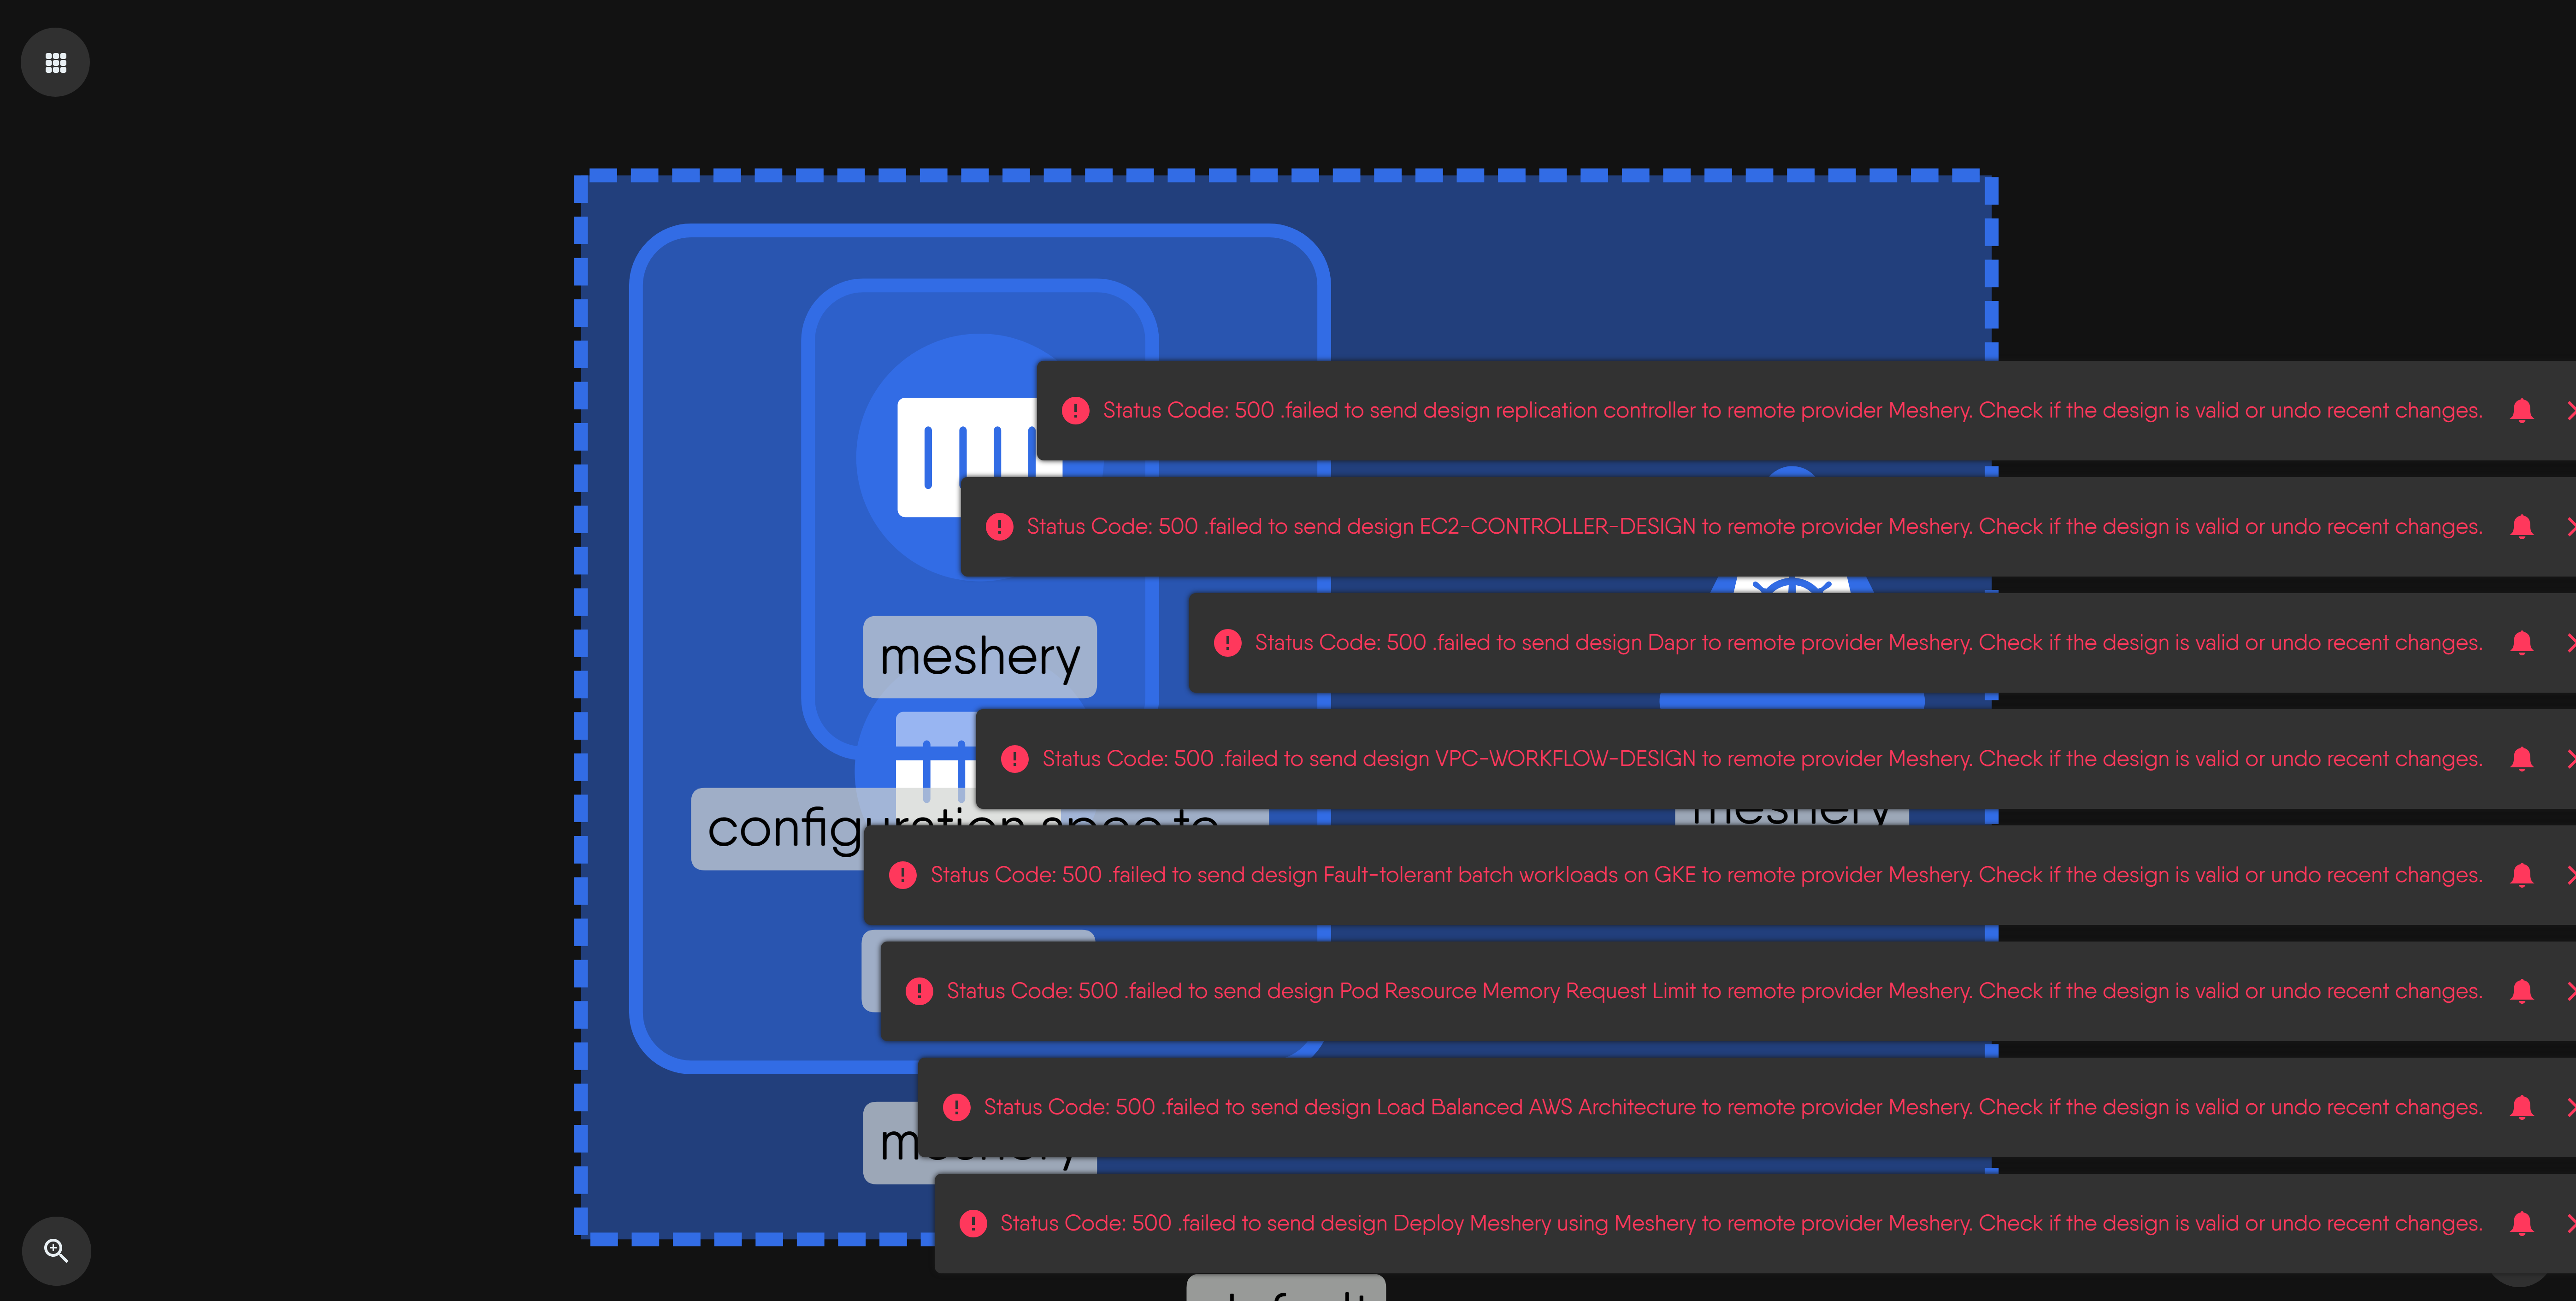 Status Code: 500 .failed to send design replication controller to remote provider Meshery. Check if the design is valid or undo recent changes.
Status Code: 500 .failed to send design EC2-CONTROLLER-DESIGN to remote provider Meshery. Check if the design is valid or undo recent changes.
Status Code: 500 .failed to send design Dapr to remote provider Meshery. Check if the design is valid or undo recent changes.
meshery
Status Code: 500 .failed to send design VPC-WORKFLOW-DESIGN to remote provider Meshery. Check if the design is valid or undo recent changes.
meshery
configuration spec to
Status Code: 500 .failed to send design Fault-tolerant batch workloads on GKE to remote provider Meshery. Check if the design is valid or undo recent changes.
Status Code: 500 .failed to send design Pod Resource Memory Request Limit to remote provider Meshery. Check if the design is valid or undo recent changes.
Status Code: 500 .failed to send design Load Balanced AWS Architecture to remote provider Meshery. Check if the design is valid or undo recent changes.
meshery
Status Code: 500 .failed to send design Deploy Meshery using Meshery to remote provider Meshery. Check if the design is valid or undo recent changes.